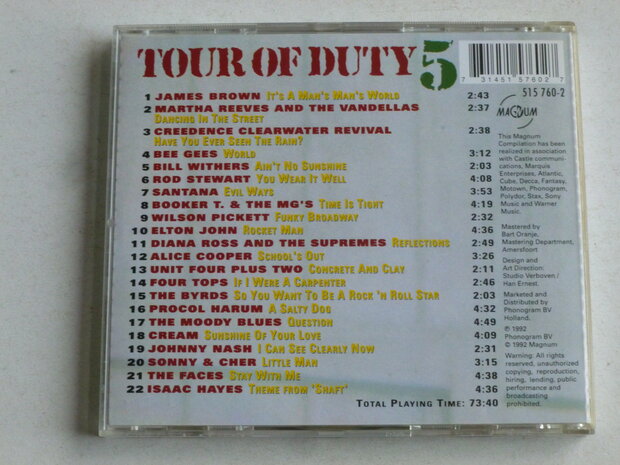 TOUR OF DUTY 5
7 31451 57602 7
515 760-2
MAGNUM
1 JAMES BROWN IT'S A MAN'S MAN'S WORLD 2:43
2 MARTHA REEVES AND THE VANDELLAS 2:37
DANCING IN THE STREET
3 CREEDENCE CLEARWATER REVIVAL 2:38
HAVE YOU EVER SEEN THE RAIN?
4 BEE GEES WORLD 3:12
5 BILL WITHERS AIN'T NO SUNSHINE 2:04
6 ROD STEWART YOU WEAR IT WELL 4:08
7 SANTANA EVIL WAYS 3:53
8 BOOKER T. & THE MG'S TIME IS TIGHT 4:19
9 WILSON PICKETT FUNKY BROADWAY 2:32
10 ELTON JOHN ROCKET MAN 4:36
11 DIANA ROSS AND THE SUPREMES REFLECTIONS 2:49
12 ALICE COOPER SCHOOL'S OUT 3:26
13 UNIT FOUR PLUS TWO CONCRETE AND CLAY 2:11
14 FOUR TOPS IF I WERE A CARPENTER 2:46
15 THE BYRDS SO YOU WANT TO BE A ROCK 'N ROLL STAR 2:03
16 PROCOL HARUM A SALTY DOG 4:32
17 THE MOODY BLUES QUESTION 4:49
18 CREAM SUNSHINE OF YOUR LOVE 4:09
19 JOHNNY NASH I CAN SEE CLEARLY NOW 2:31
20 SONNY & CHER LITTLE MAN 3:15
21 THE FACES STAY WITH ME 4:38
22 ISAAC HAYES THEME FROM 'SHAFT' 4:36
TOTAL PLAYING TIME: 73:40
This Magnum
Compilation has been
realized in association
with Castle communi-
cations, Marquis
Enterprises, Atlantic,
Cube, Decca, Fantasy,
Motown, Phonogram,
Polydor, Stax, Sony
Music and Warner
Music.
Mastered by
Bart Oranje,
Mastering Department,
Amersfoort
Design and
Art Direction:
Studio Verboven /
Han Ernest.
Marketed and
Distributed by
Phonogram BV
Holland.
℗ 1992
Phonogram BV
© 1992 Magnum
Warning: All rights
reserved, unauthorized
copying, reproduction,
hiring, lending, public
performance and
broadcasting
prohibited.